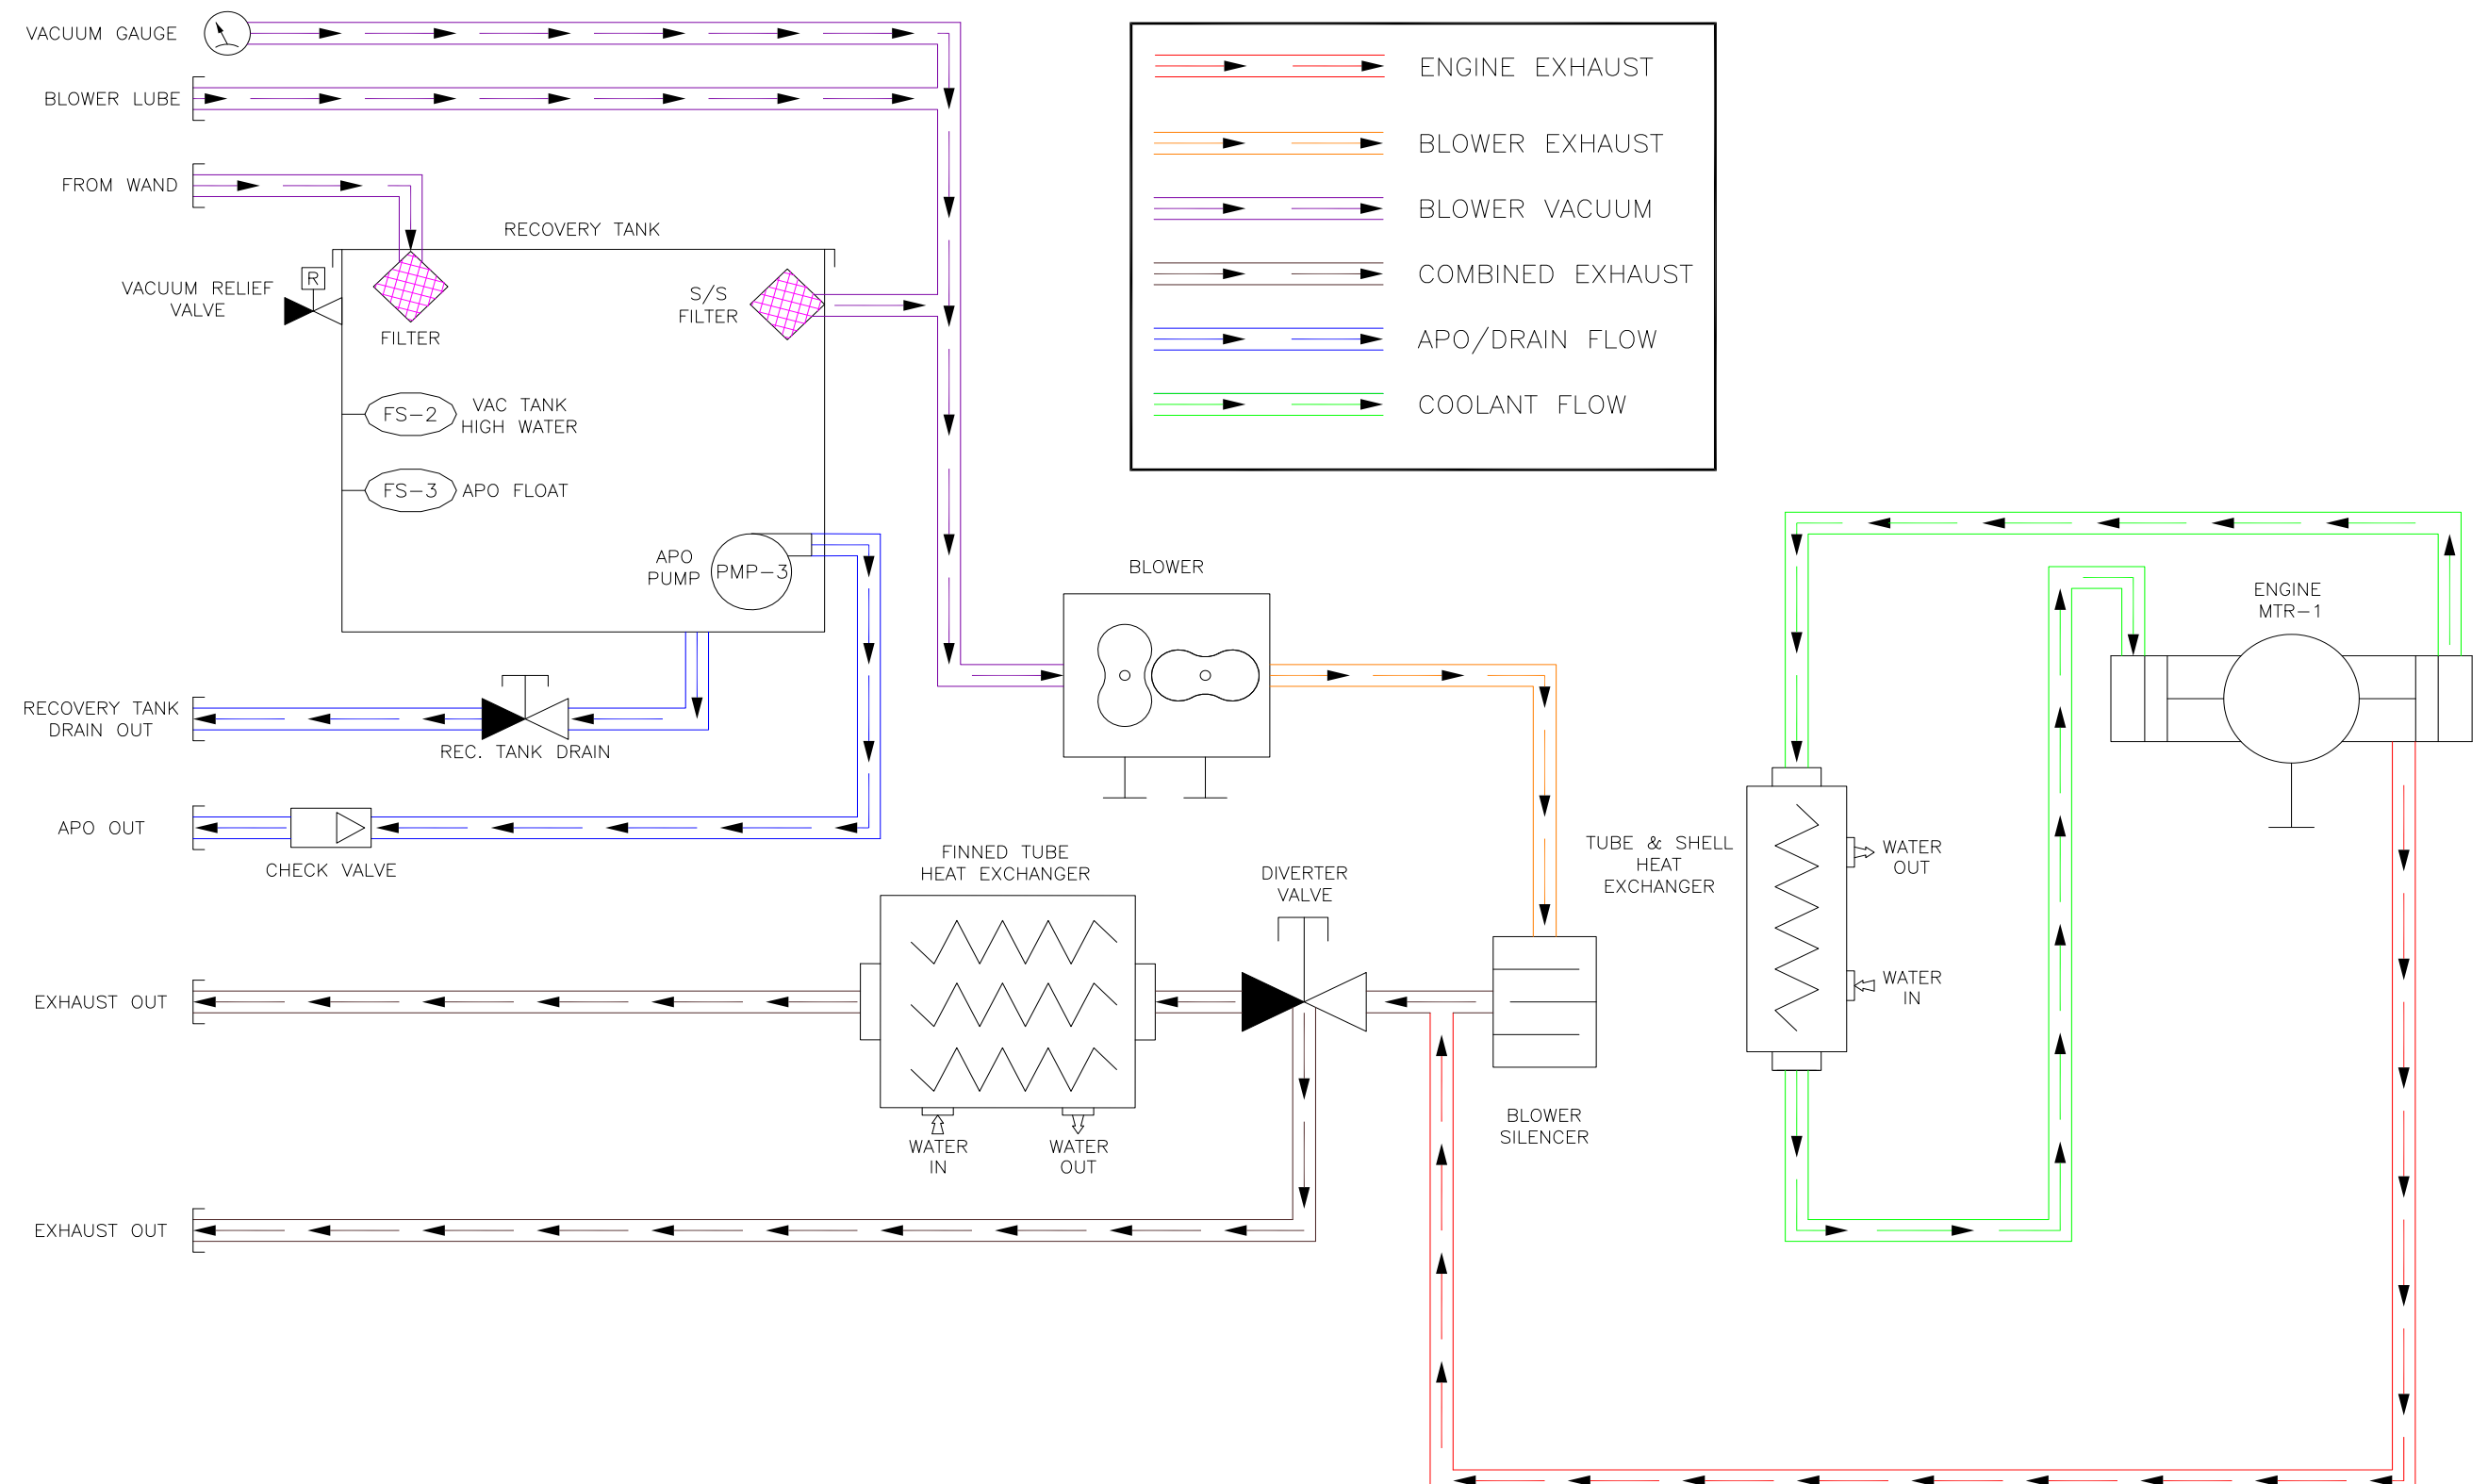 VACUUM GAUGE
BLOWER LUBE
FROM WAND
RECOVERY TANK
R
VACUUM RELIEF
VALVE
FILTER
S/S
FILTER
FS-2
VAC TANK
HIGH WATER
FS-3
APO FLOAT
APO
PUMP
PMP-3
RECOVERY TANK
DRAIN OUT
REC. TANK DRAIN
APO OUT
CHECK VALVE
ENGINE EXHAUST
BLOWER EXHAUST
BLOWER VACUUM
COMBINED EXHAUST
APO/DRAIN FLOW
COOLANT FLOW
BLOWER
ENGINE
MTR-1
FINNED TUBE
HEAT EXCHANGER
DIVERTER
VALVE
TUBE & SHELL
HEAT
EXCHANGER
WATER
OUT
WATER
IN
EXHAUST OUT
WATER
IN
WATER
OUT
BLOWER
SILENCER
EXHAUST OUT